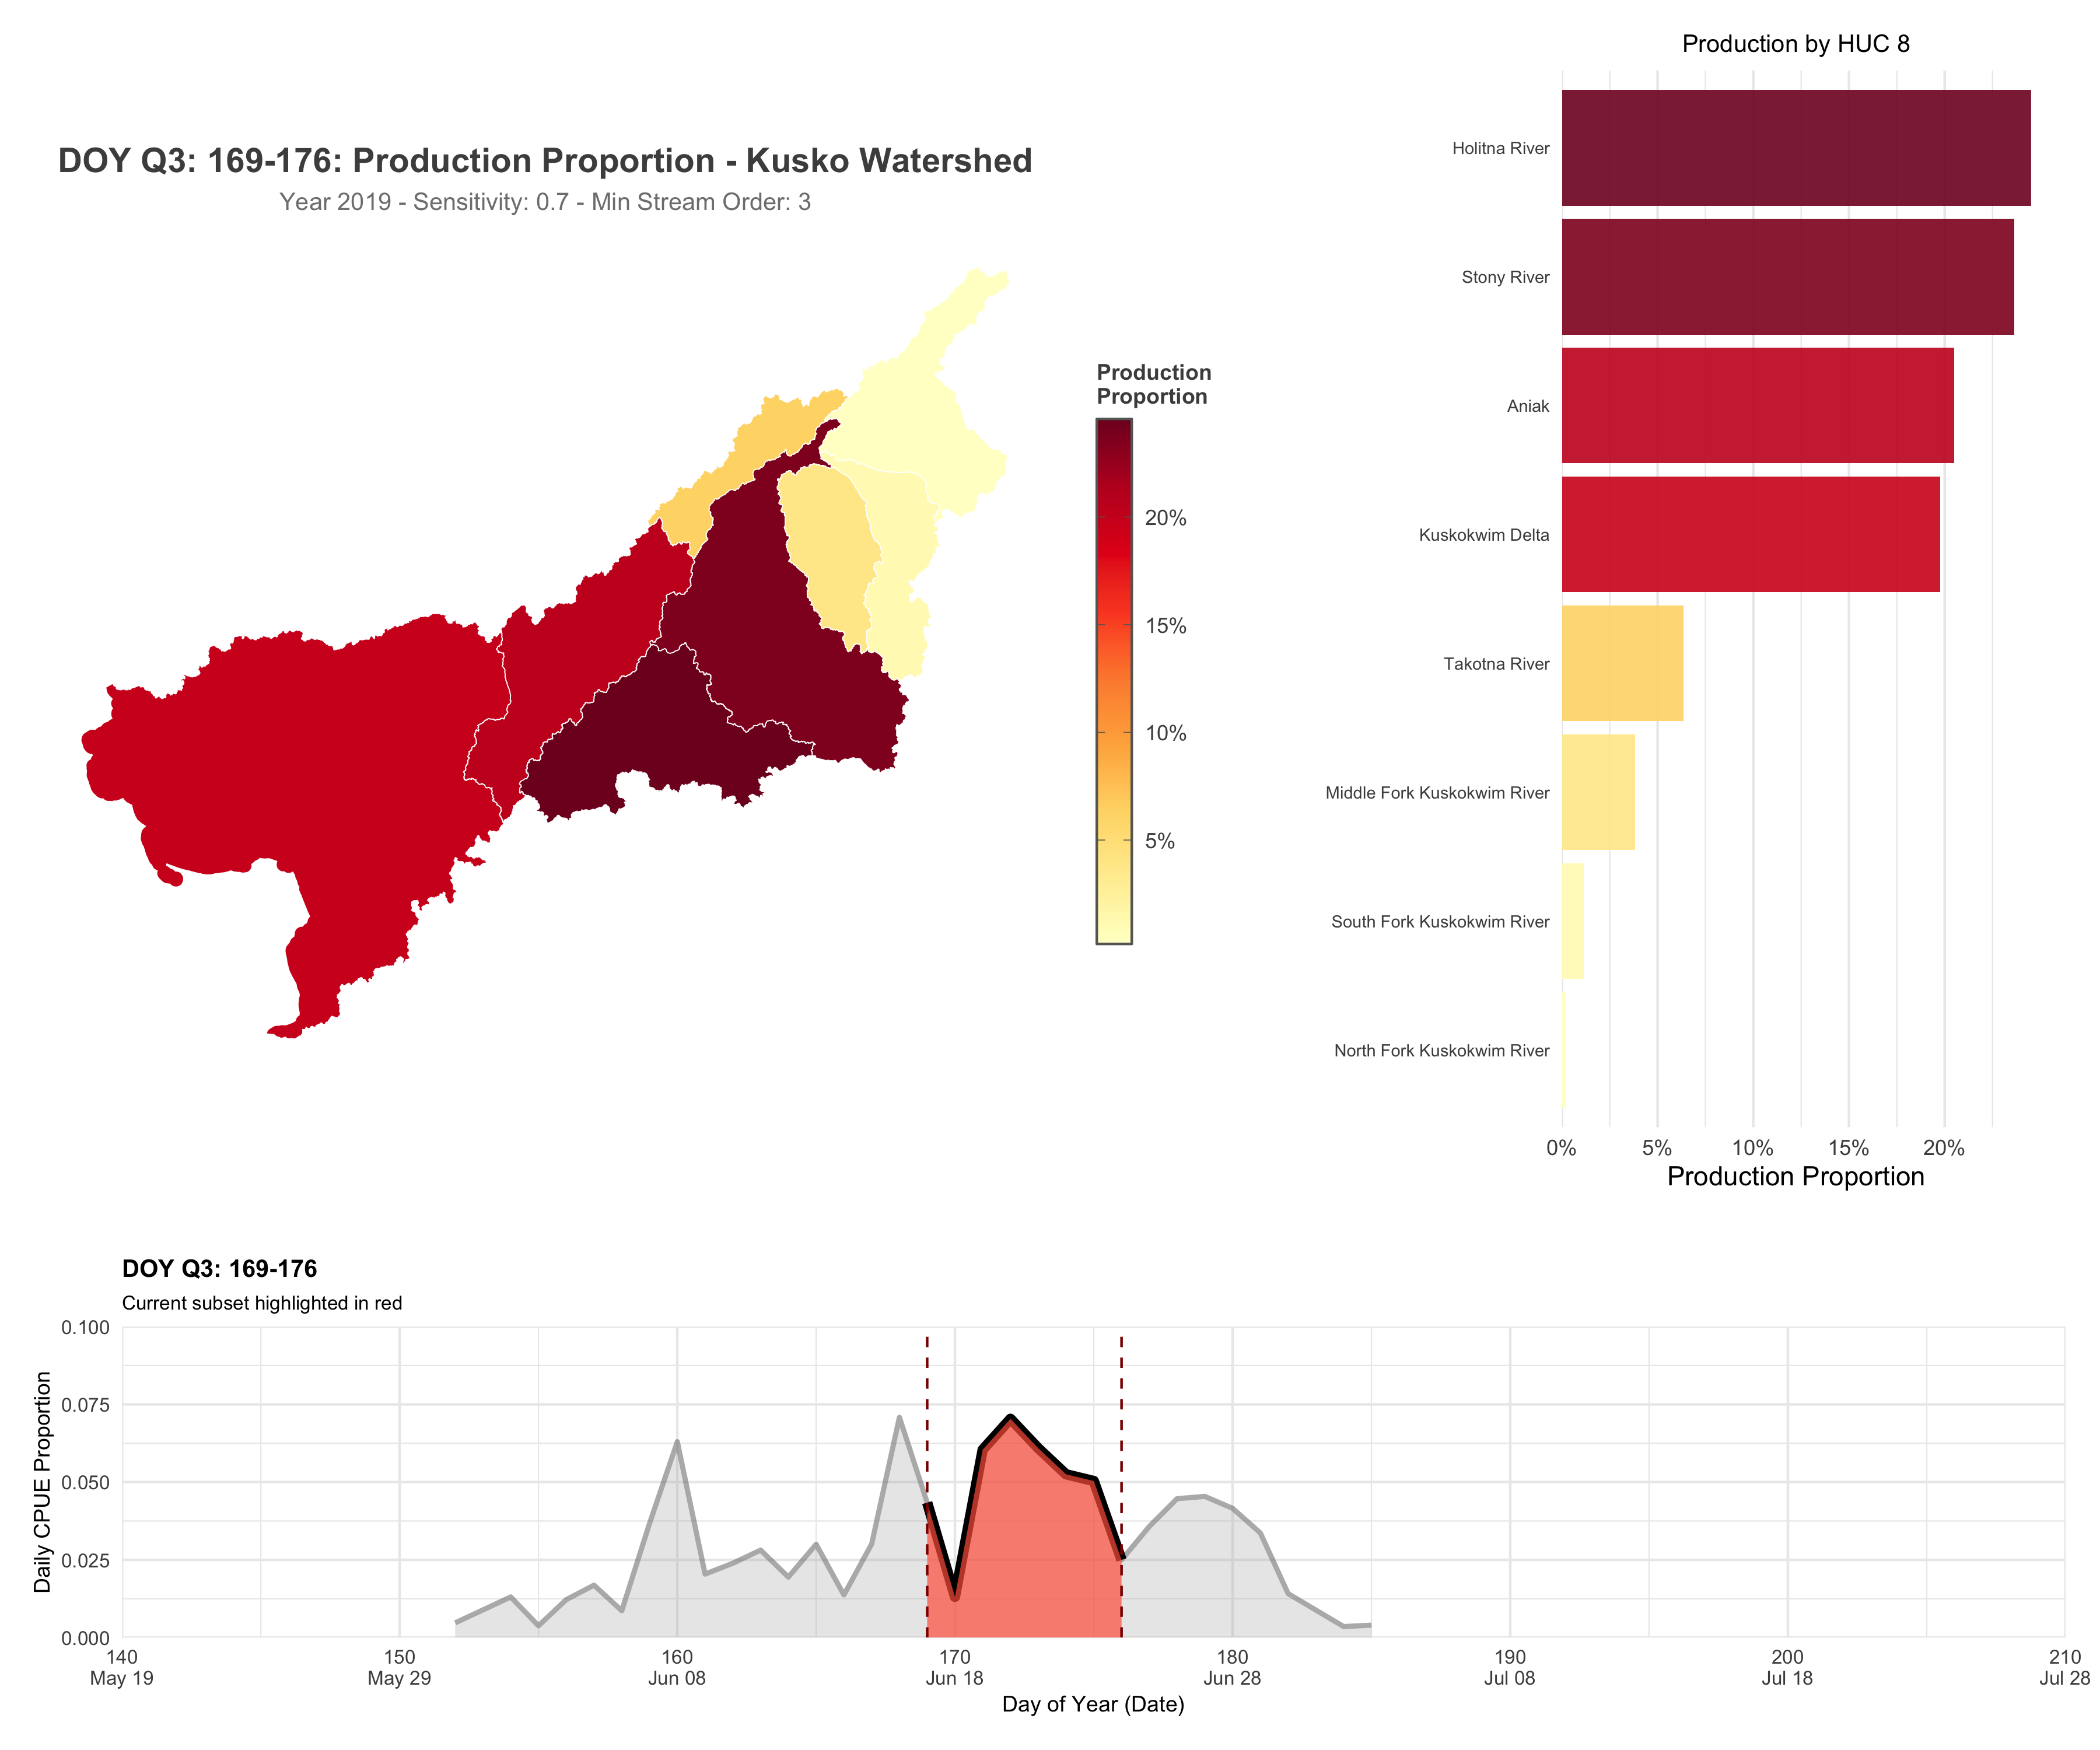 DOY Q3: 169-176: Production Proportion - Kusko Watershed
Year 2019 - Sensitivity: 0.7 - Min Stream Order: 3
Production
Proportion
20%
15%
10%
5%
Production by HUC 8
Holitna River
Stony River
Aniak
Kuskokwim Delta
Takotna River
Middle Fork Kuskokwim River
South Fork Kuskokwim River
North Fork Kuskokwim River
0% 5% 10% 15% 20%
Production Proportion
DOY Q3: 169-176
Current subset highlighted in red
Daily CPUE Proportion
0.100
0.075
0.050
0.025
0.000
140 150 160 170 180 190 200 210
May 19 May 29 Jun 08 Jun 18 Jun 28 Jul 08 Jul 18 Jul 28
Day of Year (Date)